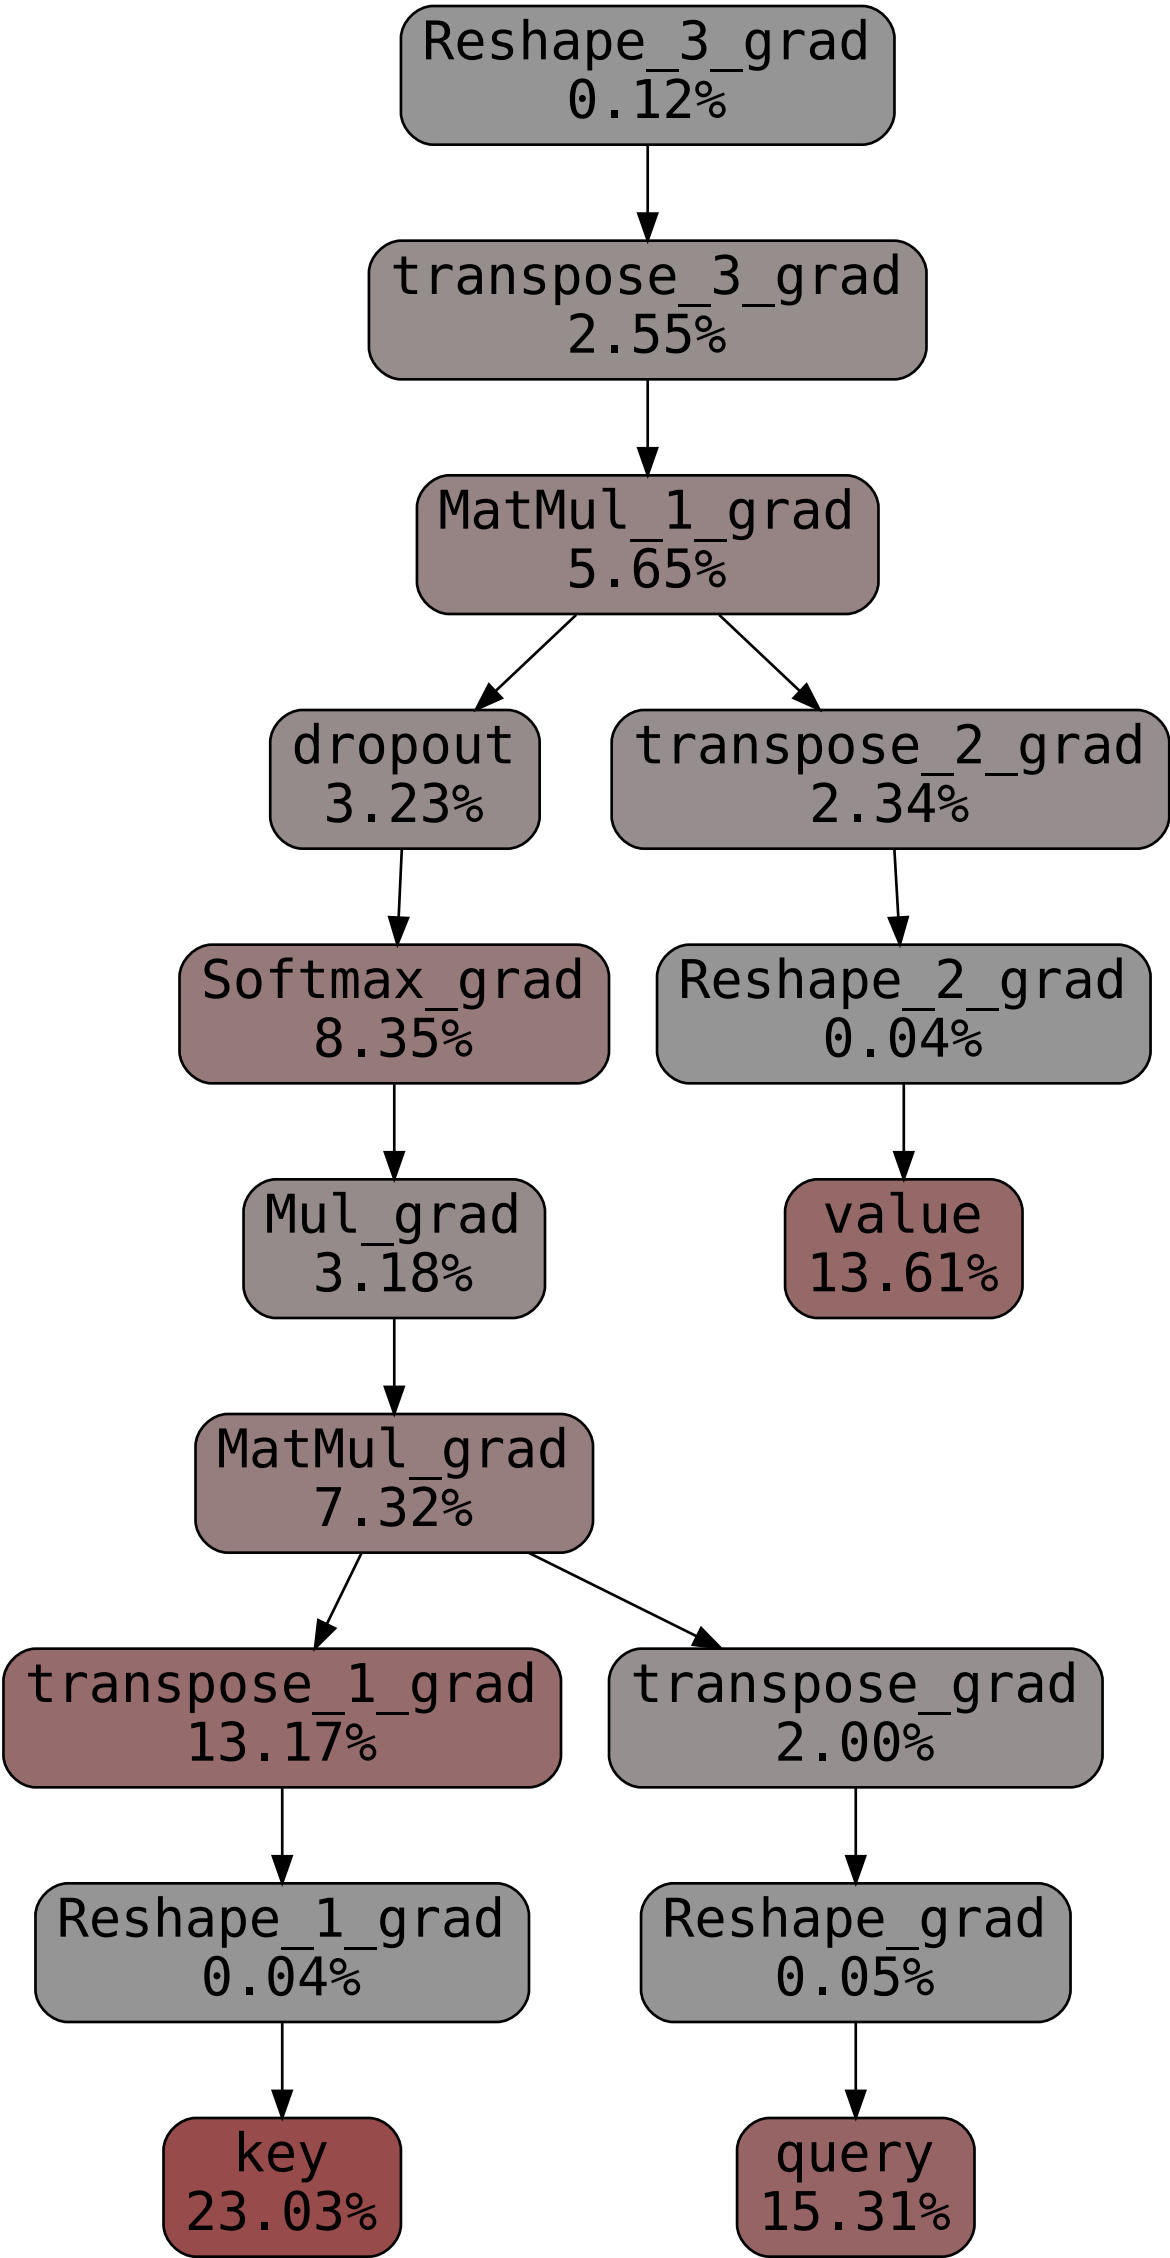 Reshape_3_grad
0.12%
transpose_3_grad
2.55%
MatMul_1_grad
5.65%
dropout
3.23%
transpose_2_grad
2.34%
Softmax_grad
8.35%
Reshape_2_grad
0.04%
Mul_grad
3.18%
value
13.61%
MatMul_grad
7.32%
transpose_1_grad
13.17%
transpose_grad
2.00%
Reshape_1_grad
0.04%
Reshape_grad
0.05%
key
23.03%
query
15.31%